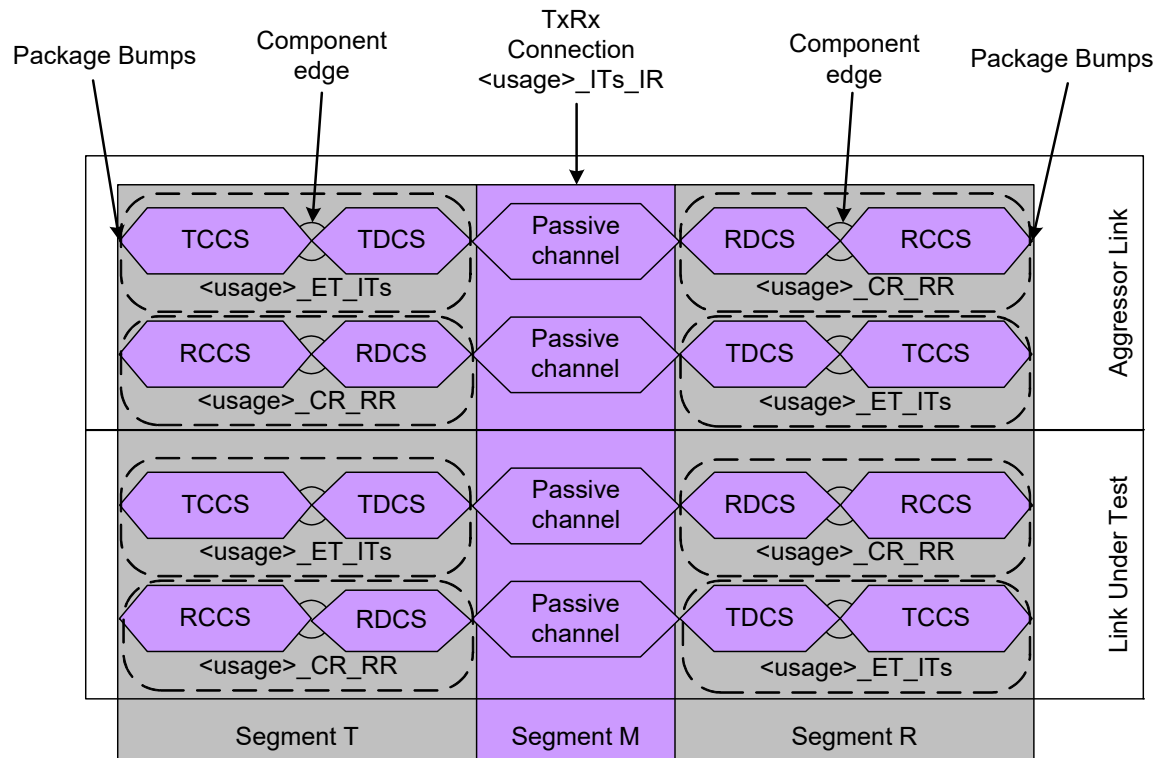 TxRx
Connection
<usage>_ITs_IR
Package Bumps
Component
edge
Component
edge
Package Bumps
TCCS
TDCS
Passive
channel
RDCS
RCCS
<usage>_ET_ITs
<usage>_CR_RR
RCCS
RDCS
Passive
channel
TDCS
TCCS
<usage>_CR_RR
<usage>_ET_ITs
Aggressor Link
TCCS
TDCS
Passive
channel
RDCS
RCCS
<usage>_ET_ITs
<usage>_CR_RR
RCCS
RDCS
Passive
channel
TDCS
TCCS
<usage>_CR_RR
<usage>_ET_ITs
Link Under Test
Segment T
Segment M
Segment R